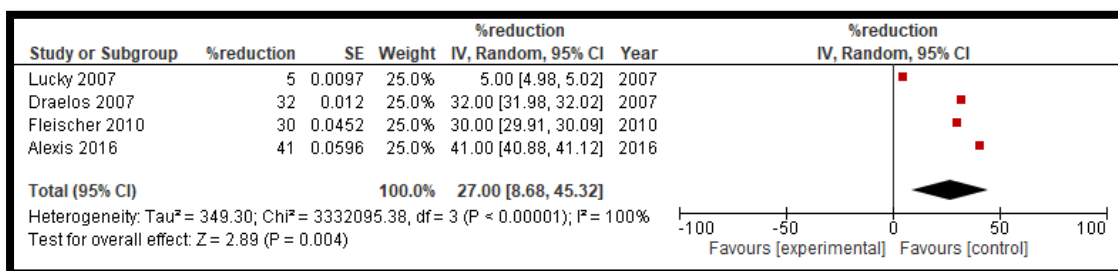 %reduction %reduction
Study or Subgroup %reduction SE Weight IV, Random, 95% CI Year IV, Random, 95% CI
Lucky 2007 5 0.0097 25.0% 5.00 [4.98, 5.02] 2007
Draelos 2007 32 0.012 25.0% 32.00 [31.98, 32.02] 2007
Fleischer 2010 30 0.0452 25.0% 30.00 [29.91, 30.09] 2010
Alexis 2016 41 0.0596 25.0% 41.00 [40.88, 41.12] 2016
Total (95% CI) 100.0% 27.00 [8.68, 45.32]
Heterogeneity: Tau² = 349.30; Chi² = 3332095.38, df = 3 (P < 0.00001); I² = 100%
Test for overall effect: Z = 2.89 (P = 0.004)
-100 -50 0 50 100
Favours [experimental] Favours [control]